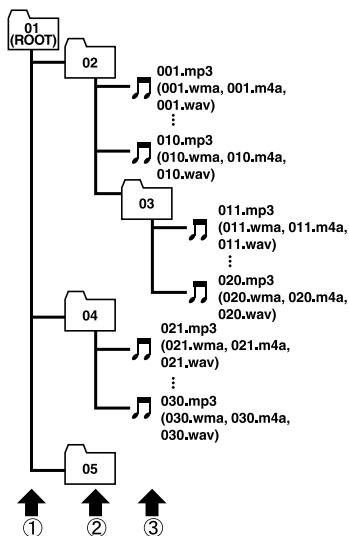 01
(ROOT)
02
001.mp3
(001.wma, 001.m4a,
001.wav)
⋮
010.mp3
(010.wma, 010.m4a,
010.wav)
03
011.mp3
(011.wma, 011.m4a,
011.wav)
⋮
020.mp3
(020.wma, 020.m4a,
020.wav)
04
021.mp3
(021.wma, 021.m4a,
021.wav)
⋮
030.mp3
(030.wma, 030.m4a,
030.wav)
05
① ② ③